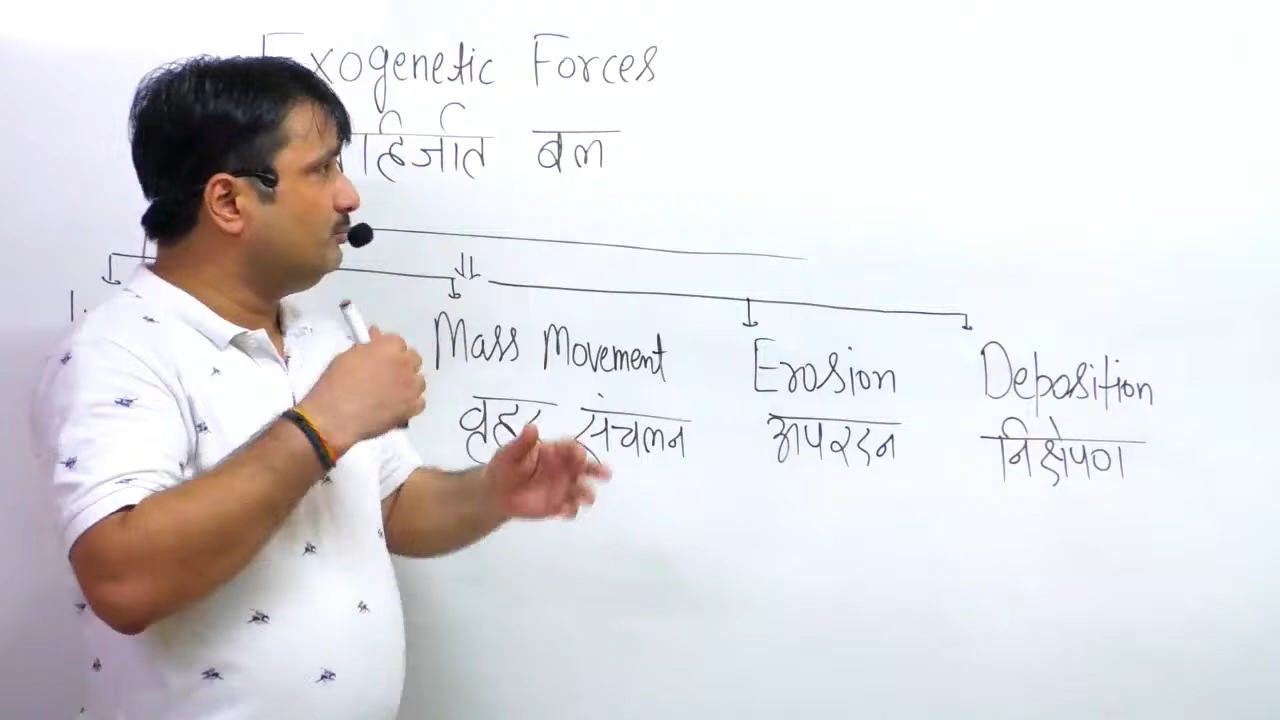 Exogenetic Forces
बल
Mass Movement
संचलन
Erosion
अपरदन
Deposition
निक्षेपण